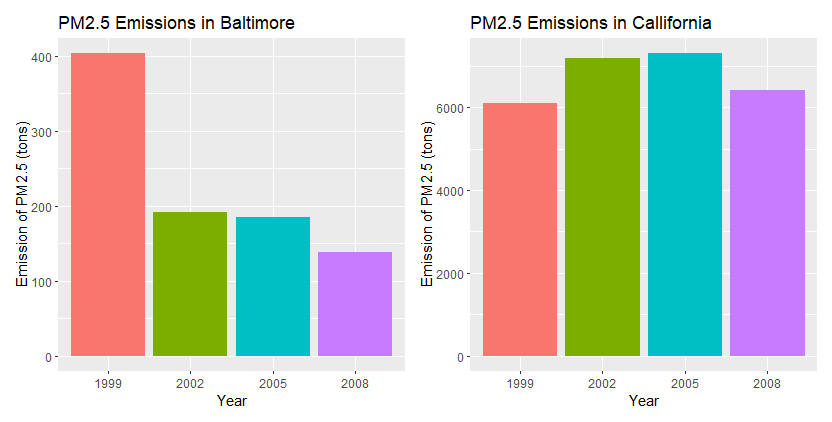 PM2.5 Emissions in Baltimore
Emission of PM2.5 (tons)
400
300
200
100
0
1999 2002 2005 2008
Year
PM2.5 Emissions in Callifornia
Emission of PM2.5 (tons)
6000
4000
2000
0
1999 2002 2005 2008
Year